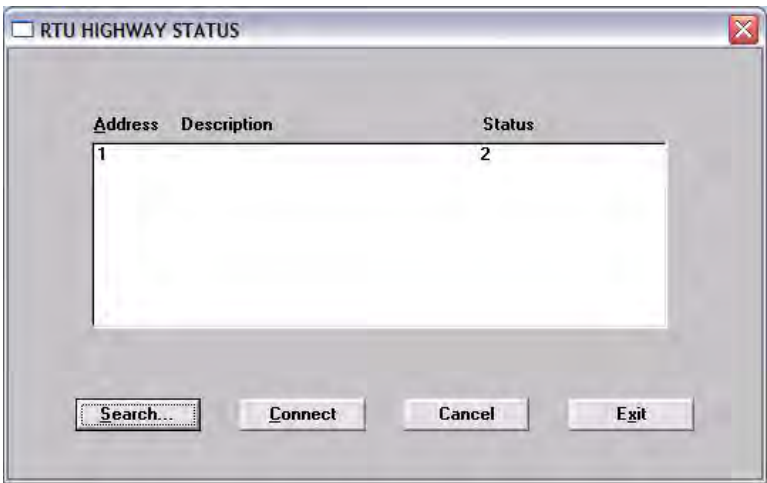 RTU HIGHWAY STATUS
Address Description Status
1 2
Search... Connect Cancel Exit